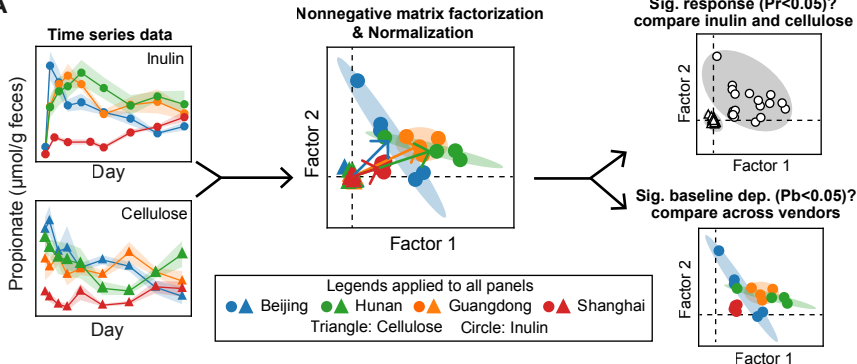 A
Time series data
Inulin
Day
Propionate (μmol/g feces)
Cellulose
Day
Nonnegative matrix factorization
& Normalization
Factor 2
Factor 1
Sig. response (Pr<0.05)?
compare inulin and cellulose
Factor 2
Factor 1
Sig. baseline dep. (Pb<0.05)?
compare across vendors
Factor 2
Factor 1
Legends applied to all panels
Beijing Hunan Guangdong Shanghai
Triangle: Cellulose Circle: Inulin